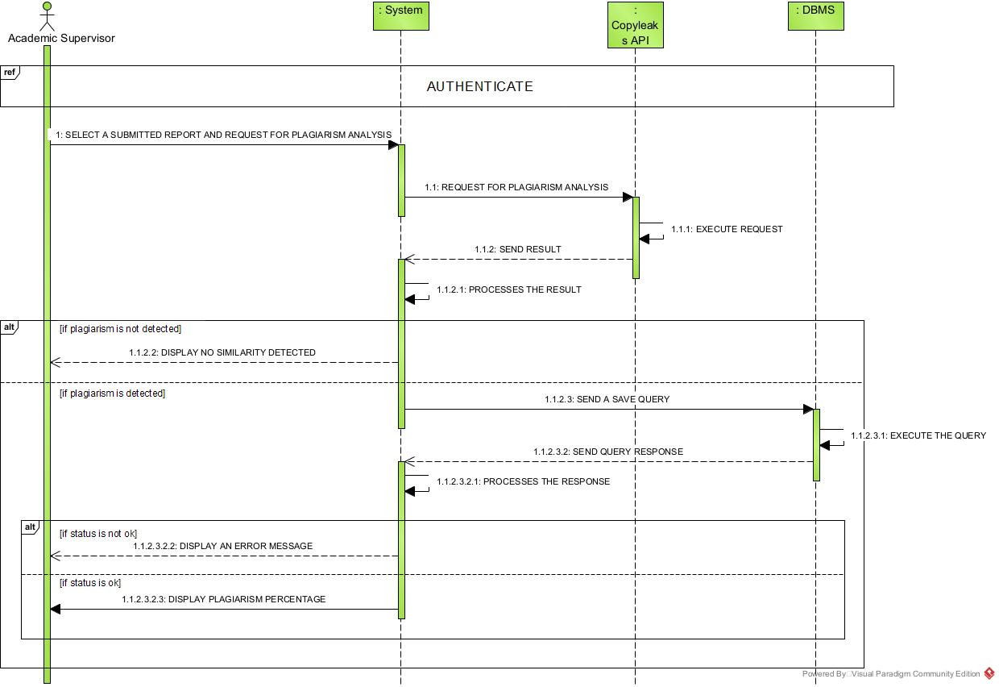 Academic Supervisor
: System
:
Copyleak
s API
: DBMS
ref
AUTHENTICATE
1: SELECT A SUBMITTED REPORT AND REQUEST FOR PLAGIARISM ANALYSIS
1.1: REQUEST FOR PLAGIARISM ANALYSIS
1.1.1: EXECUTE REQUEST
1.1.2: SEND RESULT
1.1.2.1: PROCESSES THE RESULT
alt
[if plagiarism is not detected]
1.1.2.2: DISPLAY NO SIMILARITY DETECTED
[if plagiarism is detected]
1.1.2.3: SEND A SAVE QUERY
1.1.2.3.1: EXECUTE THE QUERY
1.1.2.3.2: SEND QUERY RESPONSE
1.1.2.3.2.1: PROCESSES THE RESPONSE
alt
[if status is not ok]
1.1.2.3.2.2: DISPLAY AN ERROR MESSAGE
[if status is ok]
1.1.2.3.2.3: DISPLAY PLAGIARISM PERCENTAGE
Powered By Visual Paradigm Community Edition